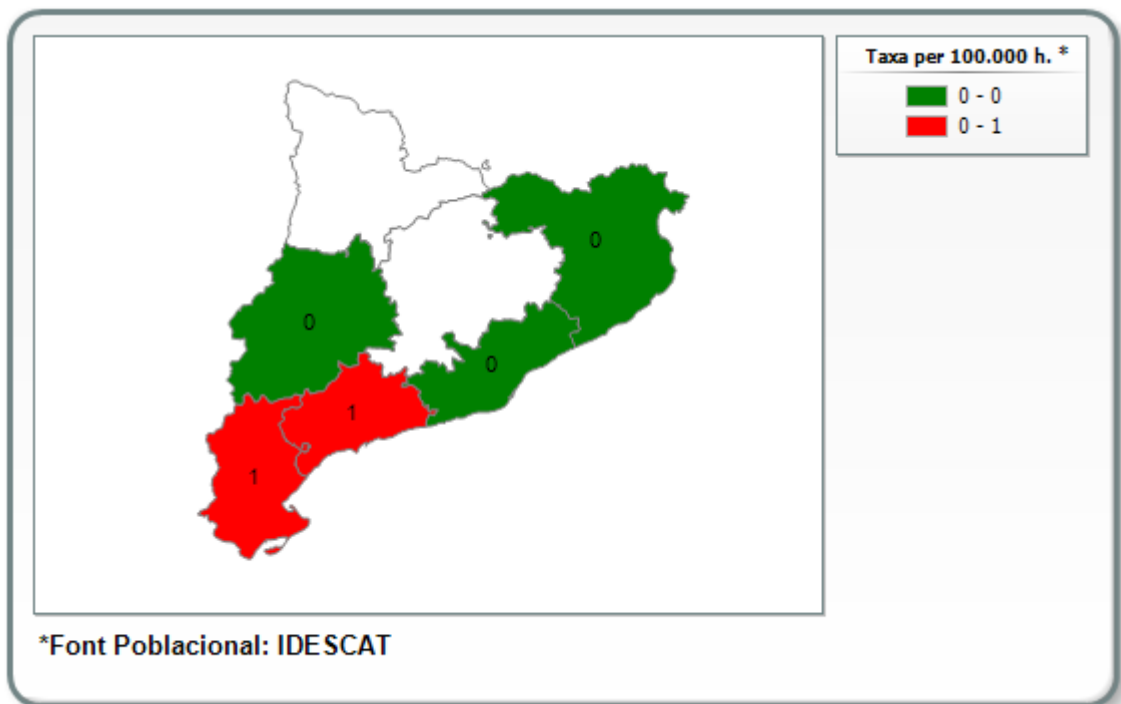 Taxa per 100.000 h. *
0 - 0
0 - 1
0
0
0
1
1
*Font Poblacional: IDESCAT